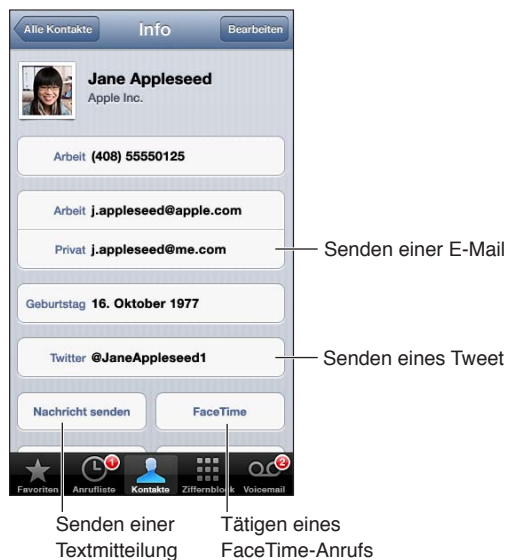 Alle Kontakte Info Bearbeiten
Jane Appleseed
Apple Inc.
Arbeit (408) 55550125
Arbeit j.appleseed@apple.com
Privat j.appleseed@me.com
Senden einer E-Mail
Geburtstag 16. Oktober 1977
Twitter @JaneAppleseed1
Senden eines Tweet
Nachricht senden FaceTime
1 2
Favoriten Anrufliste Kontakte Ziffernblock Voicemail
Senden einer Tätigen eines
Textmitteilung FaceTime-Anrufs